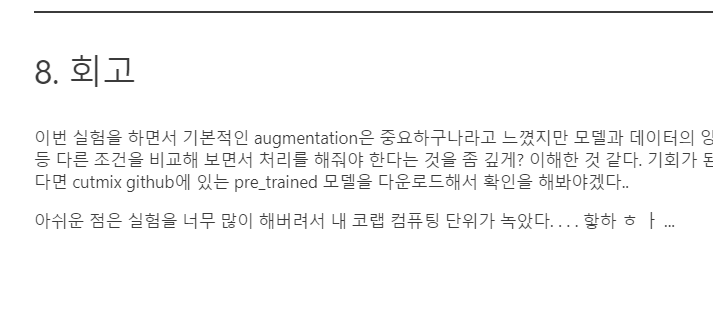 8. 회고
이번 실험을 하면서 기본적인 augmentation은 중요하구나라고 느꼈지만 모델과 데이터의
등 다른 조건을 비교해 보면서 처리를 해줘야 한다는 것을 좀 깊게? 이해한 것 같다. 기회가
다면 cutmix github에 있는 pre_trained 모델을 다운로드해서 확인을 해봐야겠다..
아쉬운 점은 실험을 너무 많이 해버려서 내 코랩 컴퓨팅 단위가 녹았다. . . . 핳하 ㅎ ㅏ ...